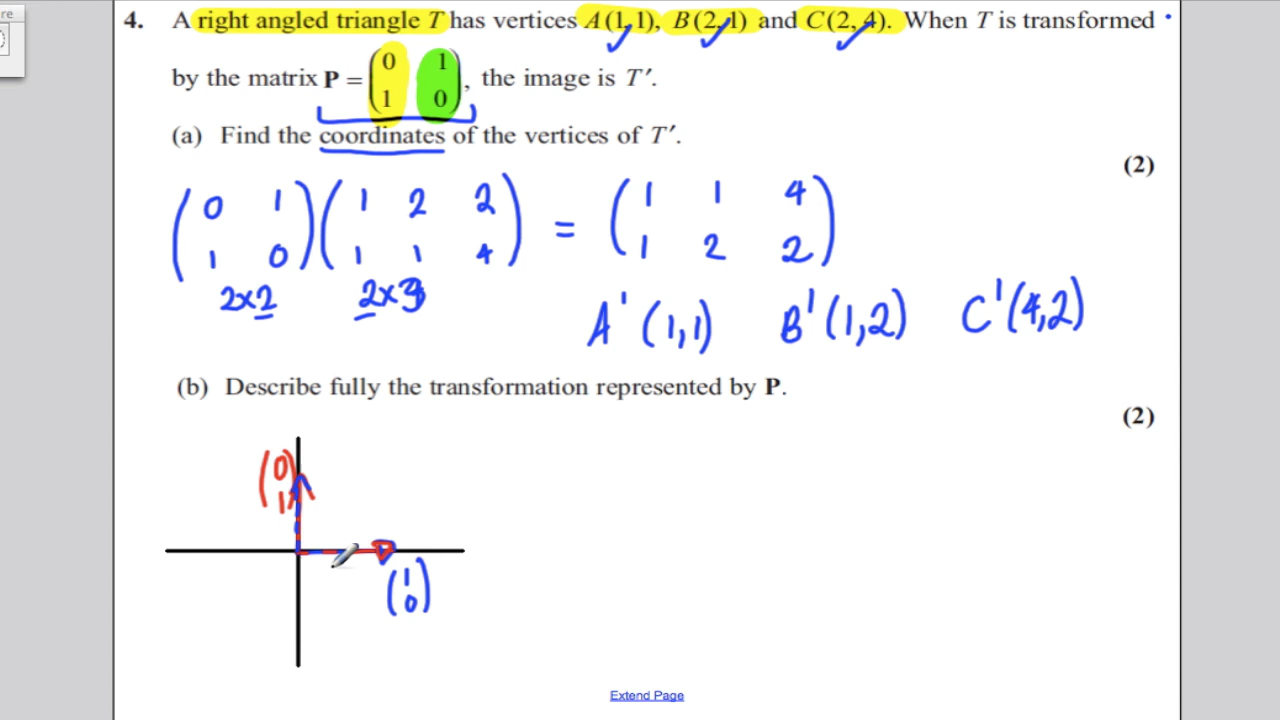 re
4. A right angled triangle T has vertices A(1, 1), B(2, 1) and C(2, 4). When T is transformed
by the matrix P = (0 1
1 0), the image is T′.
(a) Find the coordinates of the vertices of T′.
(2)
(0 1) (1 2 2) = (1 1 4)
(1 0) (1 1 4) (1 2 2)
2x2 2x3
A'(1,1) B'(1,2) C'(4,2)
(b) Describe fully the transformation represented by P.
(2)
(0
1)
(1
0)
Extend Page